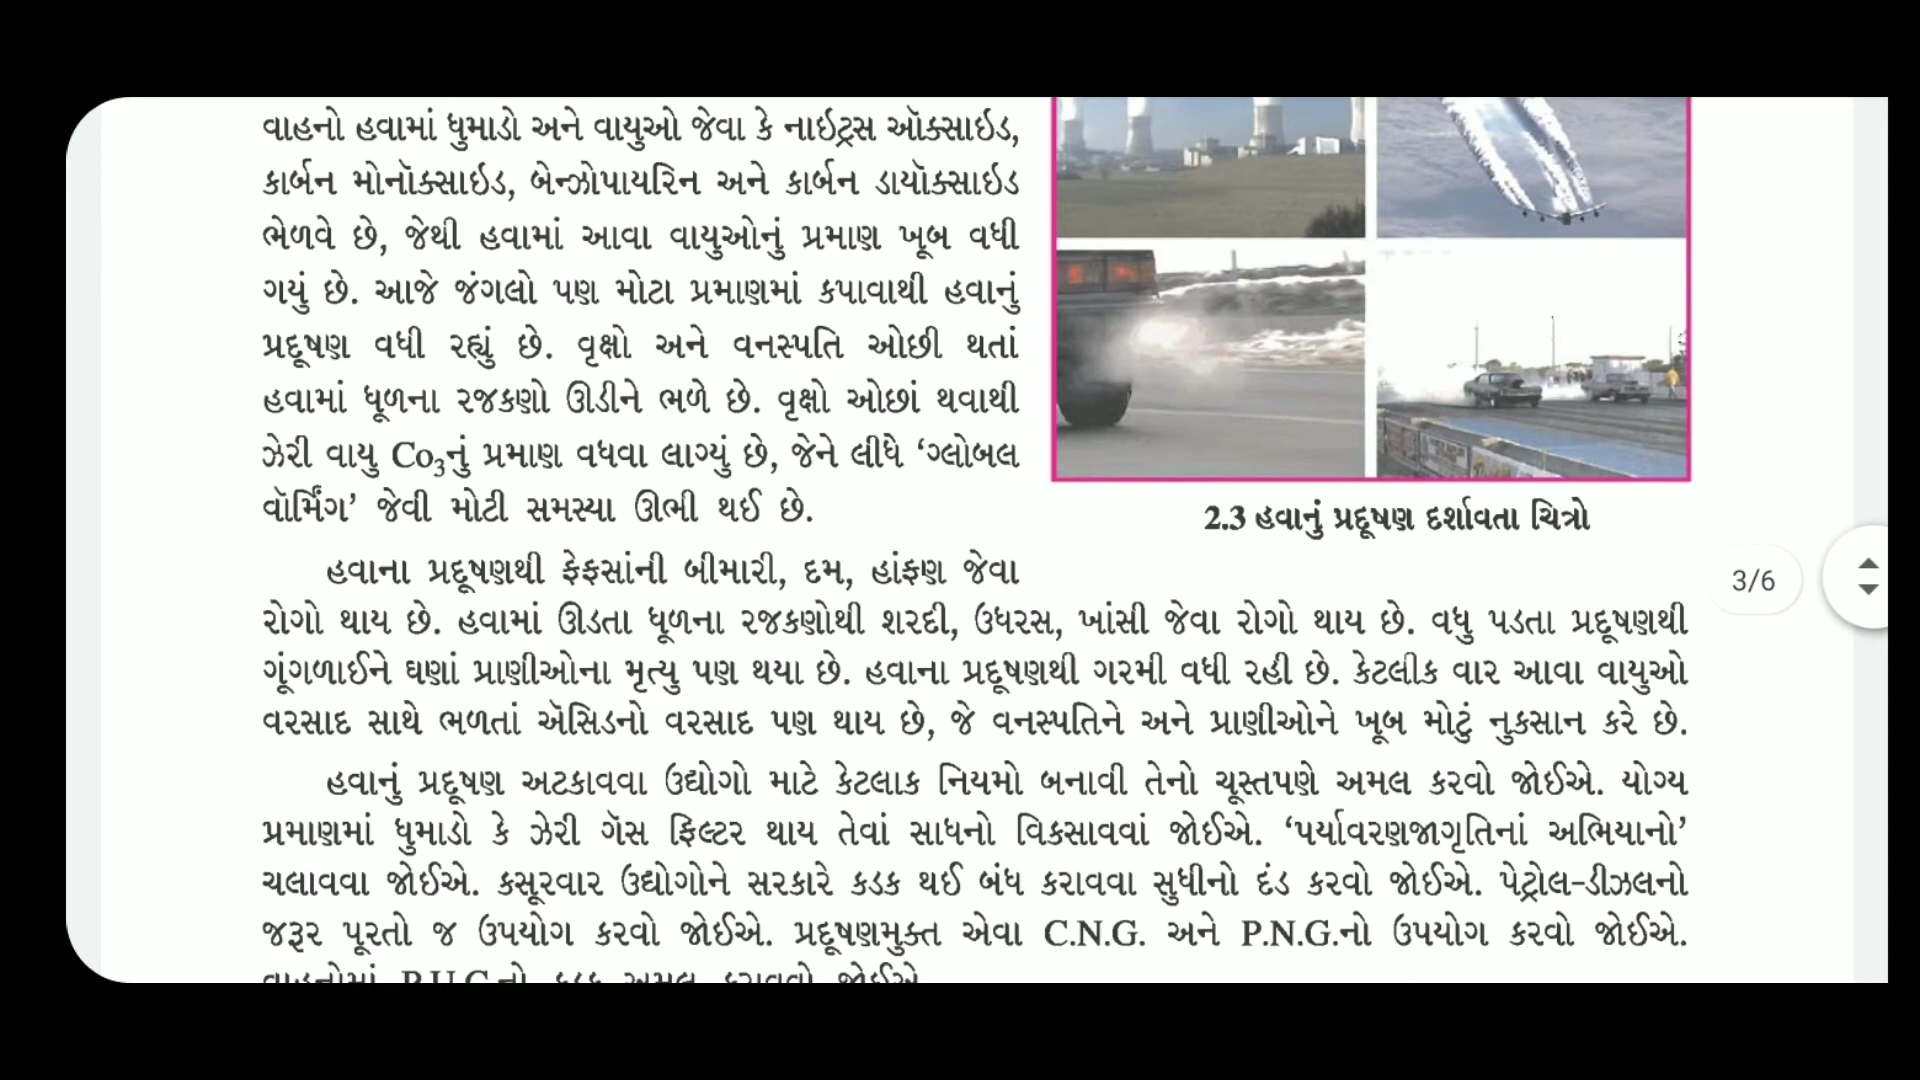 વાહનો હવામાં ધુમાડો અને વાયુઓ જેવા કે નાઇટ્રસ ઑક્સાઇડ,
કાર્બન મોનૉક્સાઇડ, બેન્ઝોપાયરિન અને કાર્બન ડાયૉક્સાઇડ
ભેળવે છે, જેથી હવામાં આવા વાયુઓનું પ્રમાણ ખૂબ વધી
ગયું છે. આજે જંગલો પણ મોટા પ્રમાણમાં કપાવાથી હવાનું
પ્રદૂષણ વધી રહ્યું છે. વૃક્ષો અને વનસ્પતિ ઓછી થતાં
હવામાં ધૂળના રજકણો ઊડીને ભળે છે. વૃક્ષો ઓછાં થવાથી
ઝેરી વાયુ Co₃નું પ્રમાણ વધવા લાગ્યું છે, જેને લીધે ‘ગ્લોબલ
વૉર્મિંગ’ જેવી મોટી સમસ્યા ઊભી થઈ છે.
2.3 હવાનું પ્રદૂષણ દર્શાવતા ચિત્રો
હવાના પ્રદૂષણથી ફેફસાંની બીમારી, દમ, હાંફણ જેવા
રોગો થાય છે. હવામાં ઊડતા ધૂળના રજકણોથી શરદી, ઉધરસ, ખાંસી જેવા રોગો થાય છે. વધુ પડતા પ્રદૂષણથી
ગૂંગળાઈને ઘણાં પ્રાણીઓના મૃત્યુ પણ થયા છે. હવાના પ્રદૂષણથી ગરમી વધી રહી છે. કેટલીક વાર આવા વાયુઓ
વરસાદ સાથે ભળતાં ઍસિડનો વરસાદ પણ થાય છે, જે વનસ્પતિને અને પ્રાણીઓને ખૂબ મોટું નુકસાન કરે છે.
હવાનું પ્રદૂષણ અટકાવવા ઉદ્યોગો માટે કેટલાક નિયમો બનાવી તેનો ચૂસ્તપણે અમલ કરવો જોઈએ. યોગ્ય
પ્રમાણમાં ધુમાડો કે ઝેરી ગૅસ ફિલ્ટર થાય તેવાં સાધનો વિકસાવવાં જોઈએ. ‘પર્યાવરણજાગૃતિનાં અભિયાનો’
ચલાવવા જોઈએ. કસૂરવાર ઉદ્યોગોને સરકારે કડક થઈ બંધ કરાવવા સુધીનો દંડ કરવો જોઈએ. પેટ્રોલ-ડીઝલનો
જરૂર પૂરતો જ ઉપયોગ કરવો જોઈએ. પ્રદૂષણમુક્ત એવા C.N.G. અને P.N.G.નો ઉપયોગ કરવો જોઈએ.
વાહનોમાં P.U.C.નો કડક અમલ કરાવવો જોઈએ.
3/6